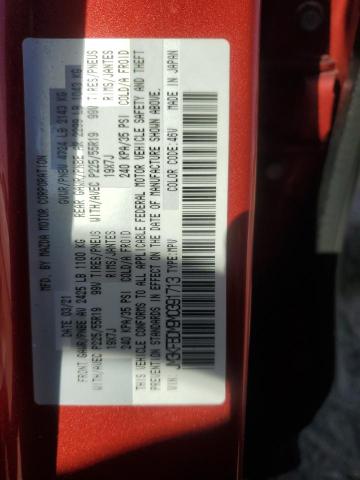 MFD. BY MAZDA MOTOR CORPORATION
DATE: 03/21 GVWR/PNBV 4724 LB 2143 KG
FRONT GAWR/PNBE AV 2425 LB 1100 KG REAR GAWR/PNBE AR 2299 LB 1043 KG
WITH/AVEC P225/55R19 99V TIRES/PNEUS WITH/AVEC P225/55R19 99V TIRES/PNEUS
19X7J RIMS/JANTES 19X7J RIMS/JANTES
240 KPA/35 PSI COLD/A FROID 240 KPA/35 PSI COLD/A FROID
THIS VEHICLE CONFORMS TO ALL APPLICABLE FEDERAL MOTOR VEHICLE SAFETY AND THEFT
PREVENTION STANDARDS IN EFFECT ON THE DATE OF MANUFACTURE SHOWN ABOVE.
VIN: TYPE:MPV COLOR CODE: 46V MADE IN JAPAN